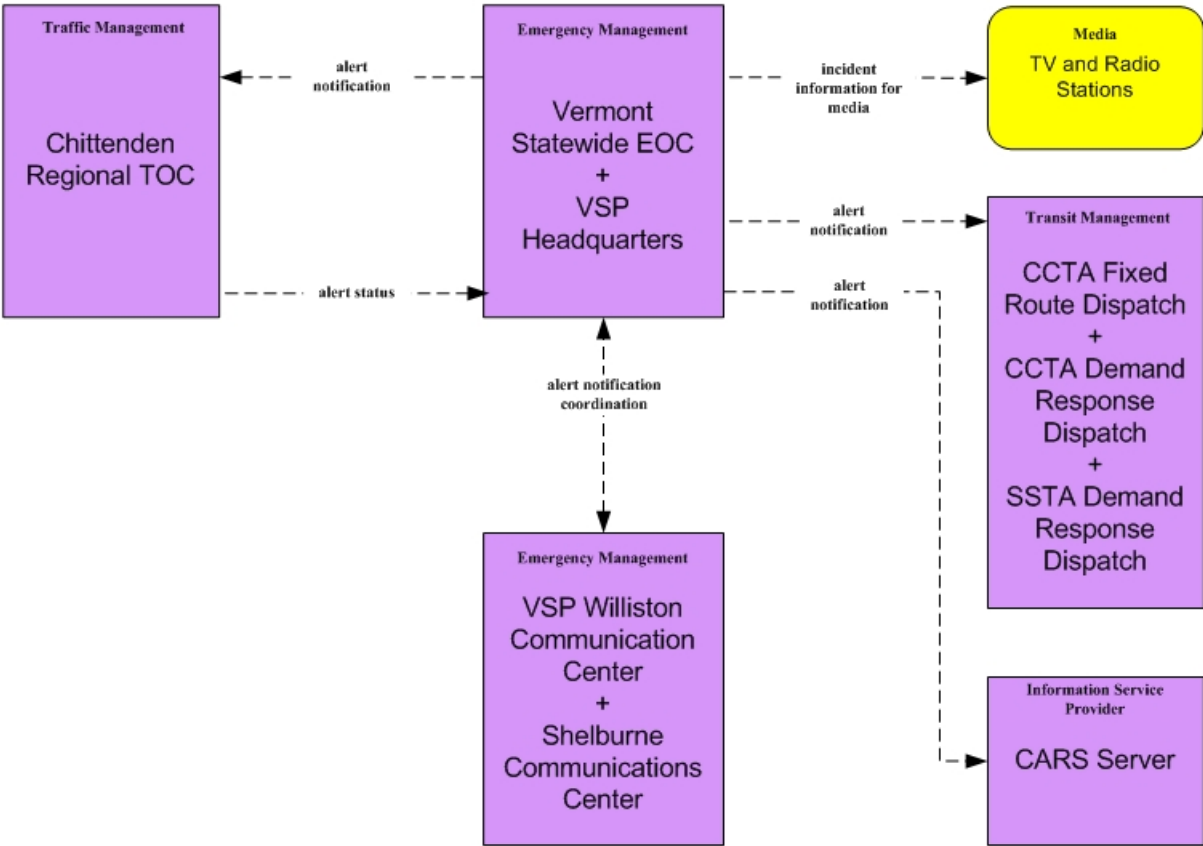 Traffic Management
Chittenden
Regional TOC
alert
notification
alert status
Emergency Management
Vermont
Statewide EOC
+
VSP
Headquarters
incident
information for
media
Media
TV and Radio
Stations
alert
notification
alert
notification
Transit Management
CCTA Fixed
Route Dispatch
+
CCTA Demand
Response
Dispatch
+
SSTA Demand
Response
Dispatch
alert notification
coordination
Emergency Management
VSP Williston
Communication
Center
+
Shelburne
Communications
Center
Information Service
Provider
CARS Server